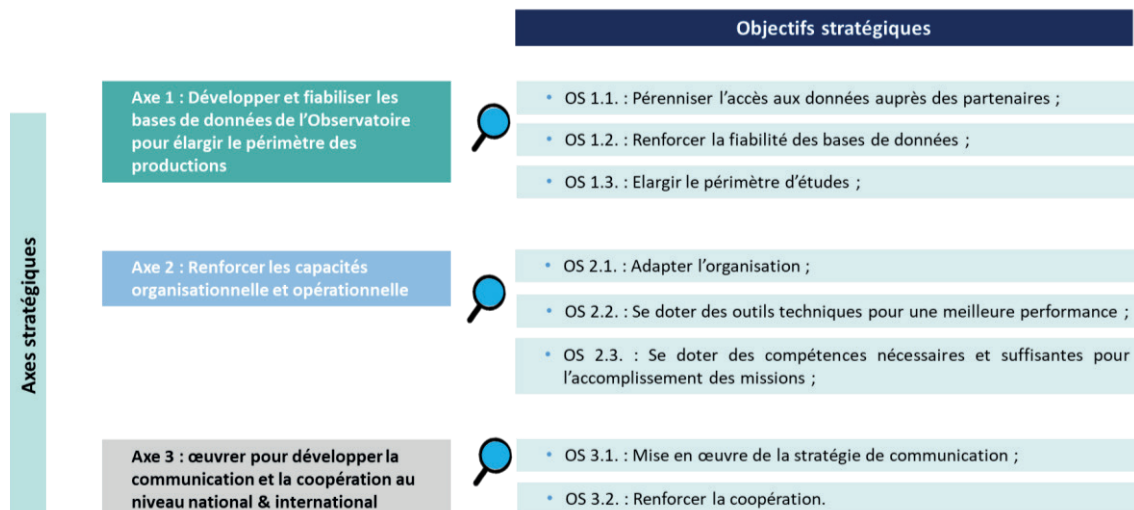 Objectifs stratégiques
Axes stratégiques
Axe 1 : Développer et fiabiliser les
bases de données de l’Observatoire
pour élargir le périmètre des
productions
• OS 1.1. : Pérenniser l’accès aux données auprès des partenaires ;
• OS 1.2. : Renforcer la fiabilité des bases de données ;
• OS 1.3. : Elargir le périmètre d’études ;
Axe 2 : Renforcer les capacités
organisationnelle et opérationnelle
• OS 2.1. : Adapter l’organisation ;
• OS 2.2. : Se doter des outils techniques pour une meilleure performance ;
• OS 2.3. : Se doter des compétences nécessaires et suffisantes pour
l’accomplissement des missions ;
Axe 3 : œuvrer pour développer la
communication et la coopération au
niveau national & international
• OS 3.1. : Mise en œuvre de la stratégie de communication ;
• OS 3.2. : Renforcer la coopération.